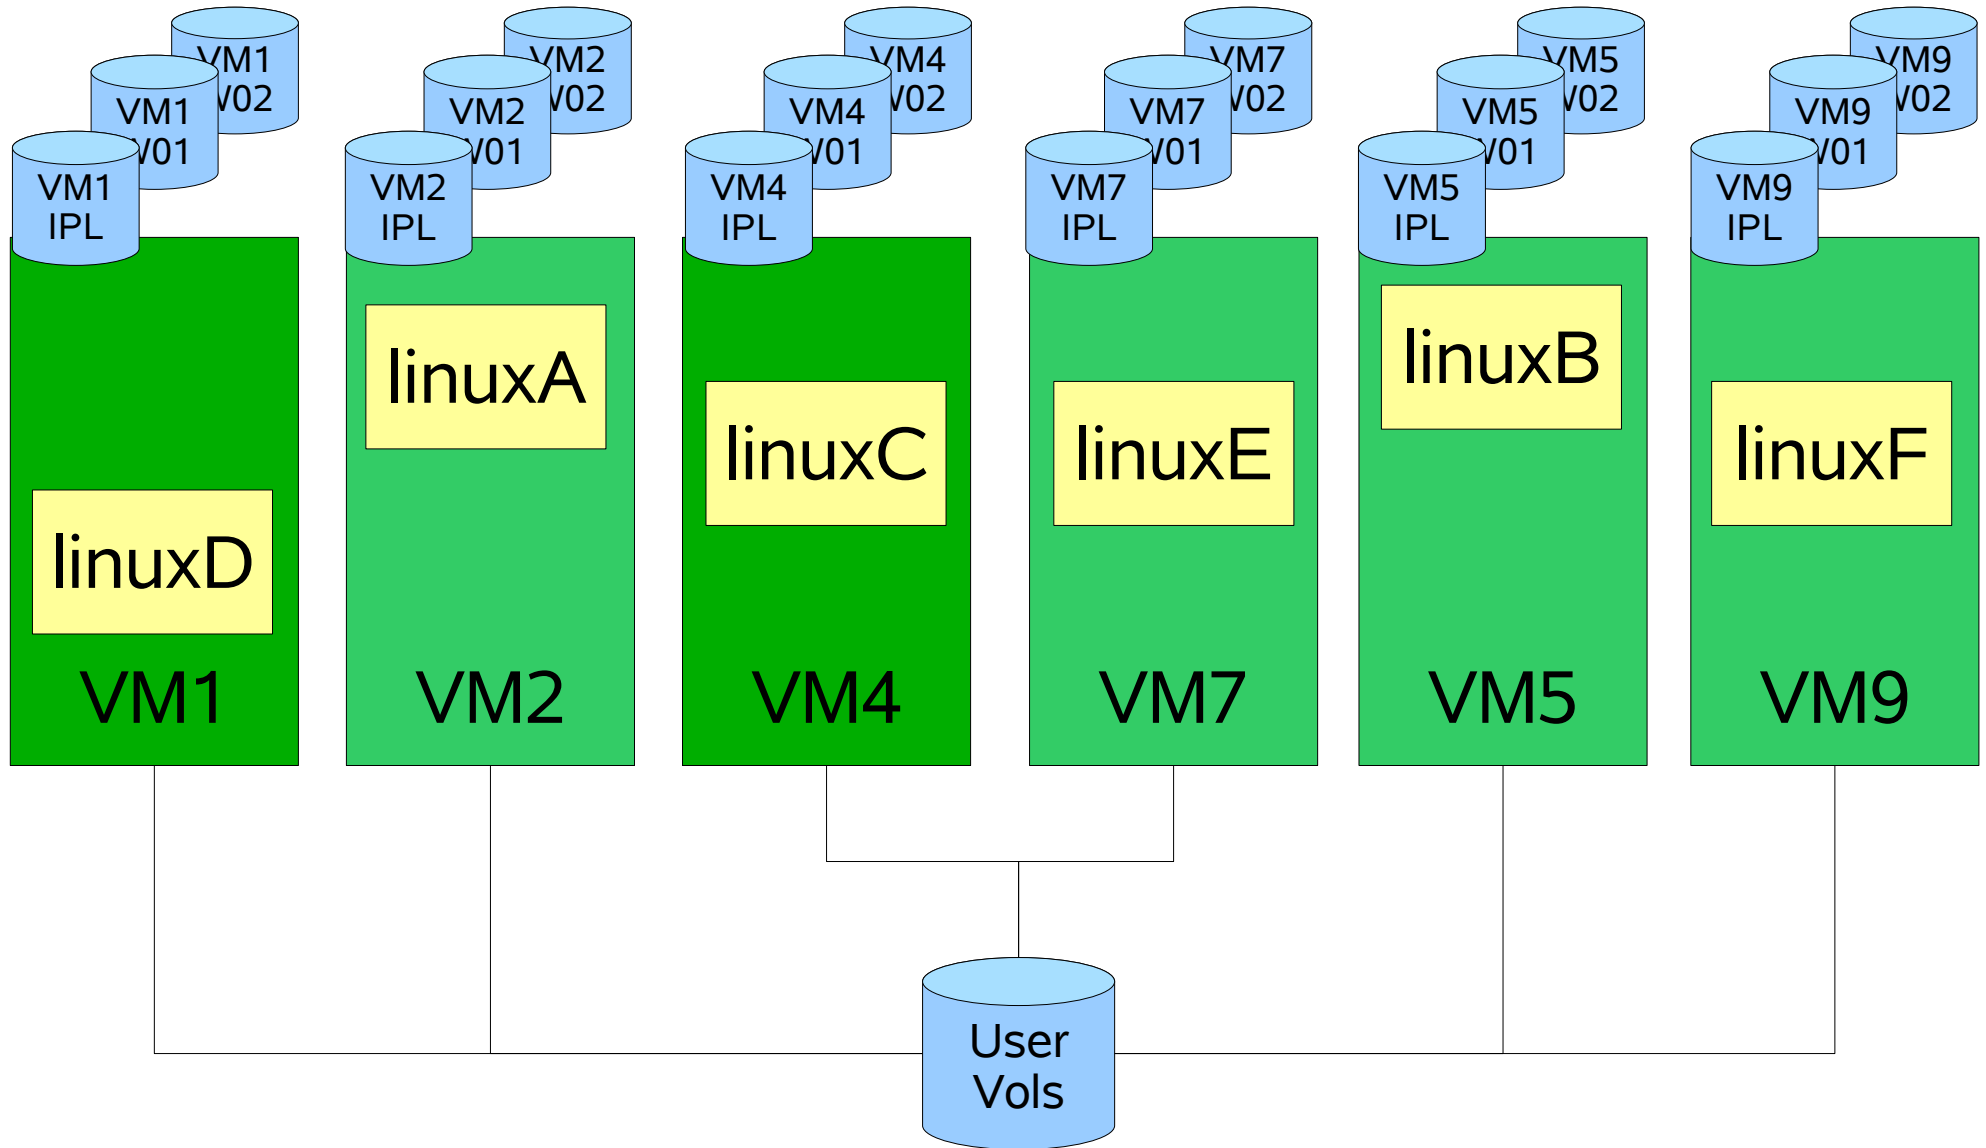 VM1
W02
VM1
W01
VM1
IPL
VM2
W02
VM2
W01
VM2
IPL
VM4
W02
VM4
W01
VM4
IPL
VM7
W02
VM7
W01
VM7
IPL
VM5
W02
VM5
W01
VM5
IPL
VM9
W02
VM9
W01
VM9
IPL
linuxD
VM1
linuxA
VM2
linuxC
VM4
linuxE
VM7
linuxB
VM5
linuxF
VM9
User
Vols